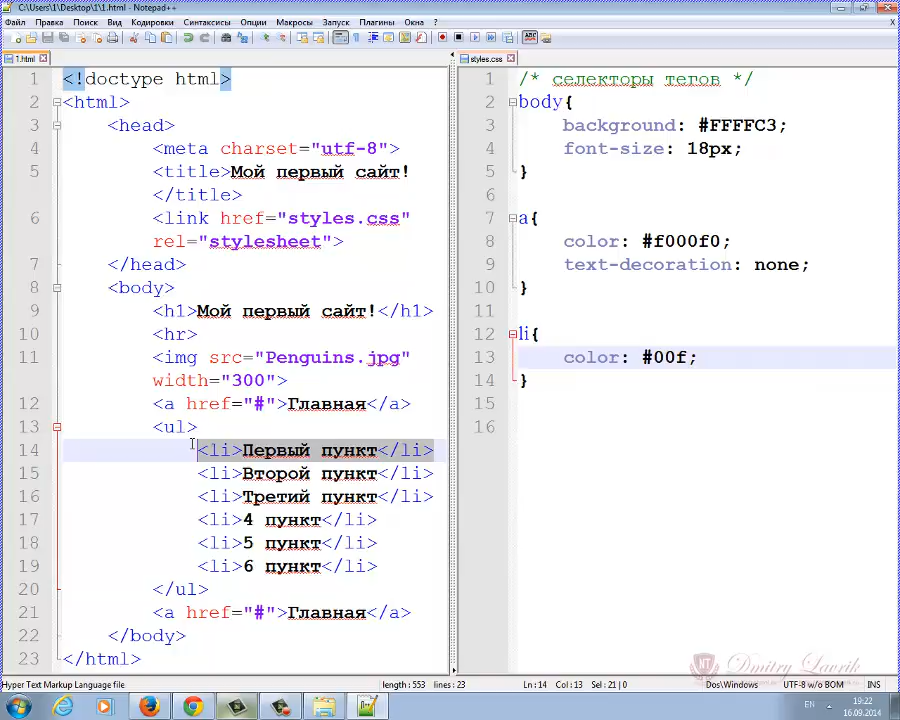 C:\Users\1\Desktop\1\1.html - Notepad++
Файл Правка Поиск Вид Кодировки Синтаксисы Опции Макросы Запуск Плагины Окна ? X
1.html
1 <!doctype html>
2 <html>
3 <head>
4 <meta charset="utf-8">
5 <title>Мой первый сайт!
</title>
6 <link href="styles.css"
rel="stylesheet">
7 </head>
8 <body>
9 <h1>Мой первый сайт!</h1>
10 <hr>
11 <img src="Penguins.jpg"
width="300">
12 <a href="#">Главная</a>
13 <ul>
14 <li>Первый пункт</li>
15 <li>Второй пункт</li>
16 <li>Третий пункт</li>
17 <li>4 пункт</li>
18 <li>5 пункт</li>
19 <li>6 пункт</li>
20 </ul>
21 <a href="#">Главная</a>
22 </body>
23 </html>
styles.css
1 /* селекторы тегов */
2 body{
3 background: #FFFFC3;
4 font-size: 18px;
5 }
6
7 a{
8 color: #f000f0;
9 text-decoration: none;
10 }
11
12 li{
13 color: #00f;
14 }
15
16
NT Dmitry Lavrik
Hyper Text Markup Language file length : 553 lines : 23 Ln : 14 Col : 13 Sel : 21 | 0 Dos\Windows UTF-8 w/o BOM INS
EN 19:22
16.09.2014